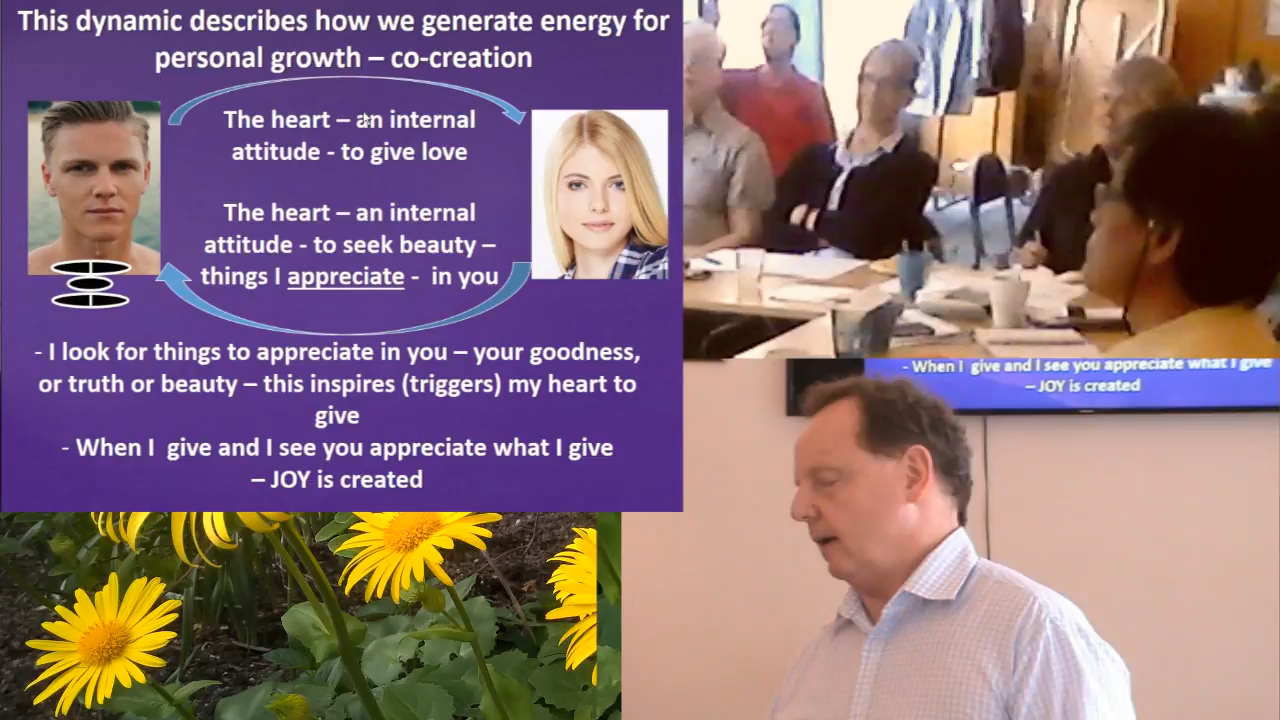 This dynamic describes how we generate energy for
personal growth – co-creation
The heart – an internal
attitude - to give love
The heart – an internal
attitude - to seek beauty –
things I appreciate - in you
- I look for things to appreciate in you – your goodness,
or truth or beauty – this inspires (triggers) my heart to
give
- When I give and I see you appreciate what I give
– JOY is created
- When I give and I see you appreciate what I give
– JOY is created